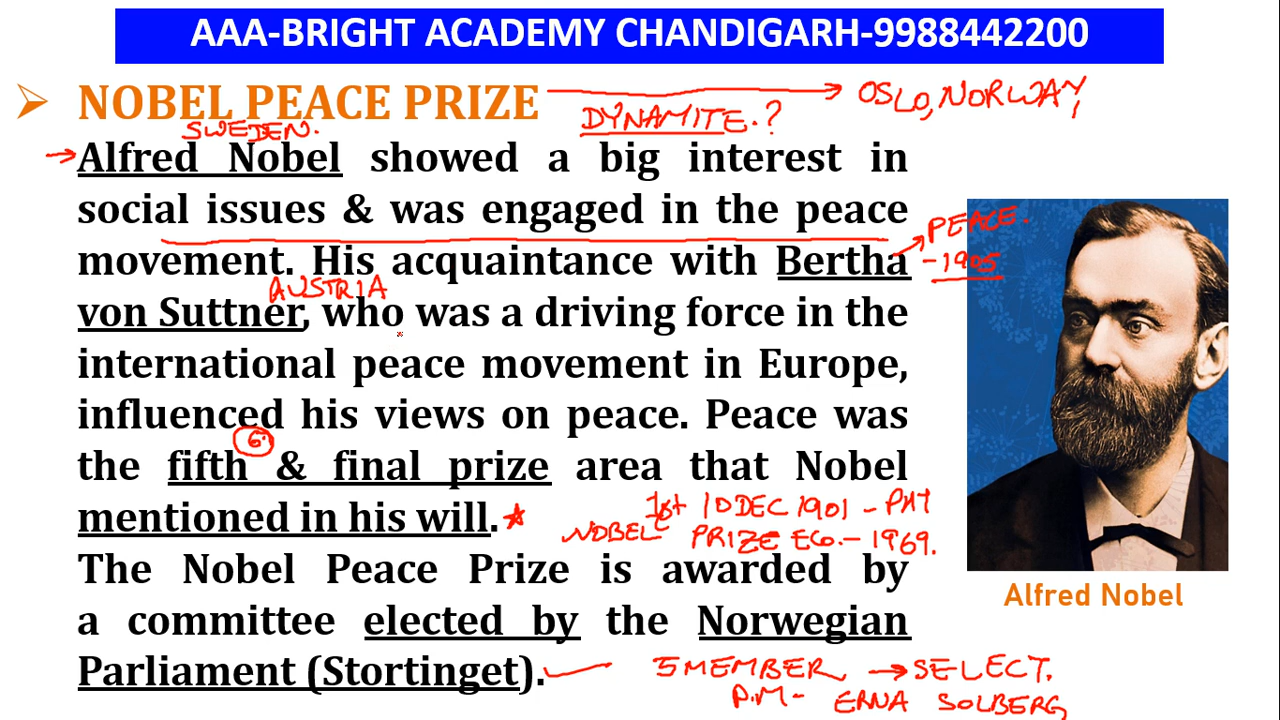 AAA-BRIGHT ACADEMY CHANDIGARH-9988442200
NOBEL PEACE PRIZE
OSLO, NORWAY,
DYNAMITE.?
SWEDEN.
Alfred Nobel showed a big interest in
social issues & was engaged in the peace
PEACE.
movement. His acquaintance with Bertha
-1905
AUSTRIA
von Suttner, who was a driving force in the
international peace movement in Europe,
influenced his views on peace. Peace was
6.
the fifth & final prize area that Nobel
1st 10 DEC 1901 -
mentioned in his will.
NOBEL PRIZE ECO. - 1969.
The Nobel Peace Prize is awarded by
Alfred Nobel
a committee elected by the Norwegian
Parliament (Stortinget).
5 MEMBER → SELECT.
P.M- ERNA SOLBERG